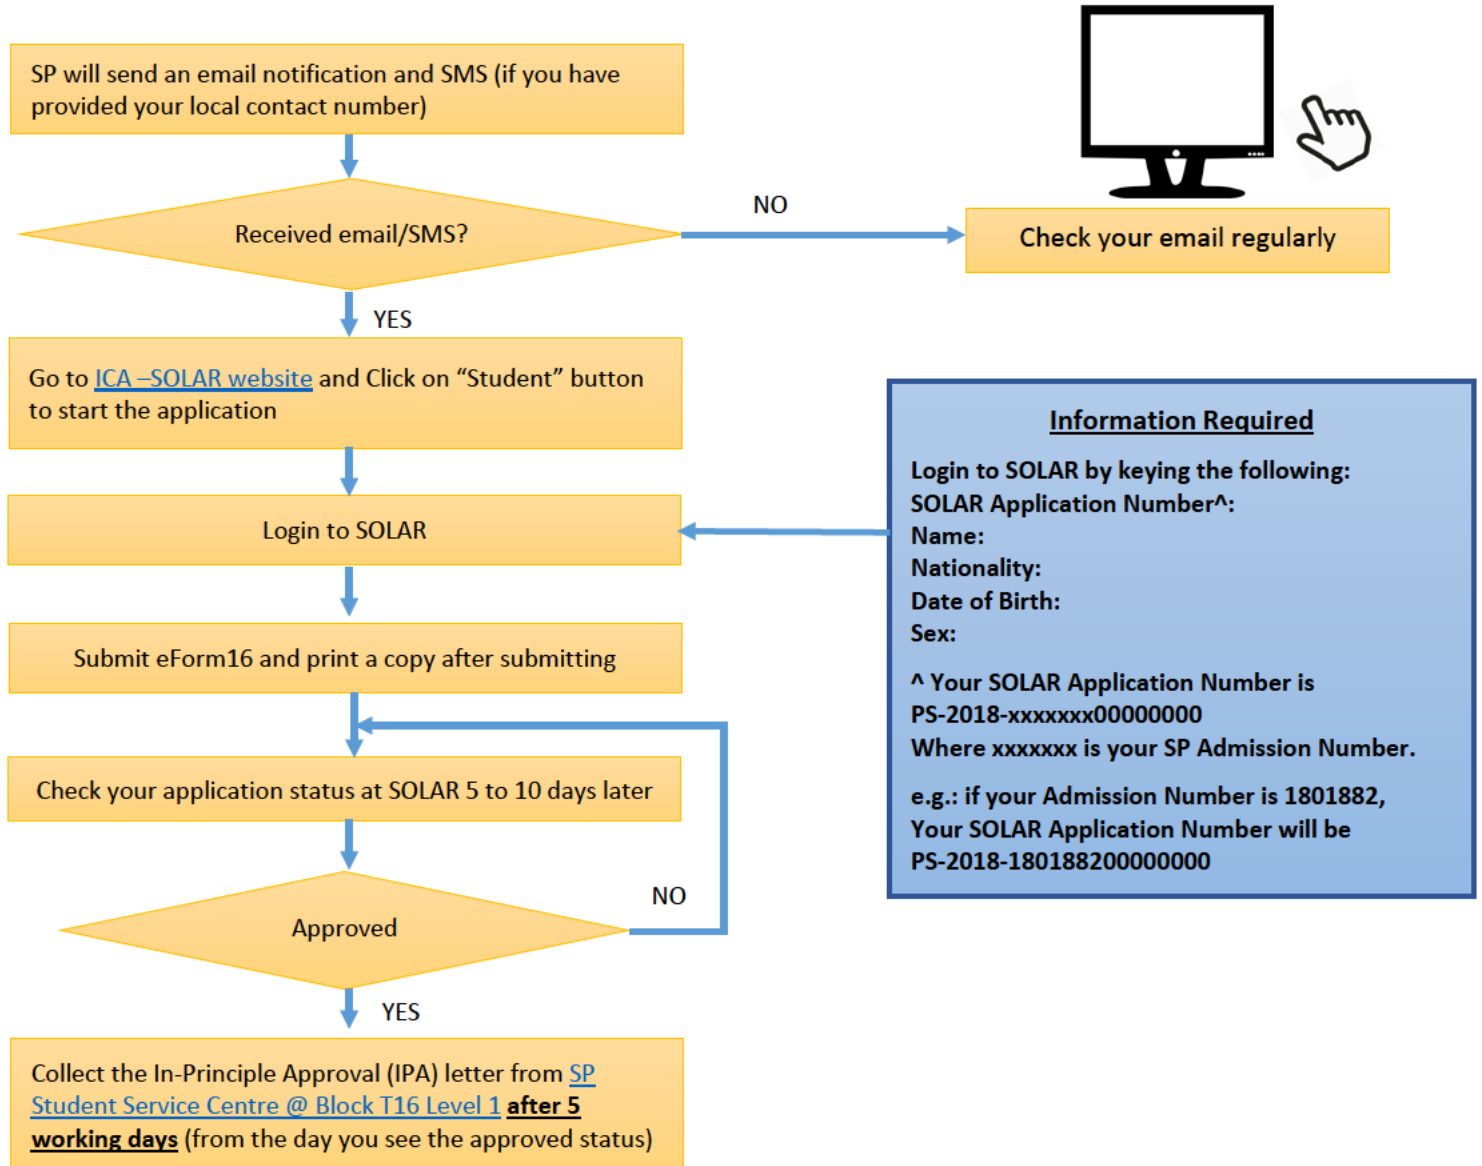 SP will send an email notification and SMS (if you have
provided your local contact number)
Received email/SMS?
NO
Check your email regularly
YES
Go to ICA –SOLAR website and Click on “Student” button
to start the application
Login to SOLAR
Information Required
Login to SOLAR by keying the following:
SOLAR Application Number^:
Name:
Nationality:
Date of Birth:
Sex:
^ Your SOLAR Application Number is
PS-2018-xxxxxxx00000000
Where xxxxxxx is your SP Admission Number.
e.g.: if your Admission Number is 1801882,
Your SOLAR Application Number will be
PS-2018-180188200000000
Submit eForm16 and print a copy after submitting
Check your application status at SOLAR 5 to 10 days later
Approved
NO
YES
Collect the In-Principle Approval (IPA) letter from SP
Student Service Centre @ Block T16 Level 1 after 5
working days (from the day you see the approved status)